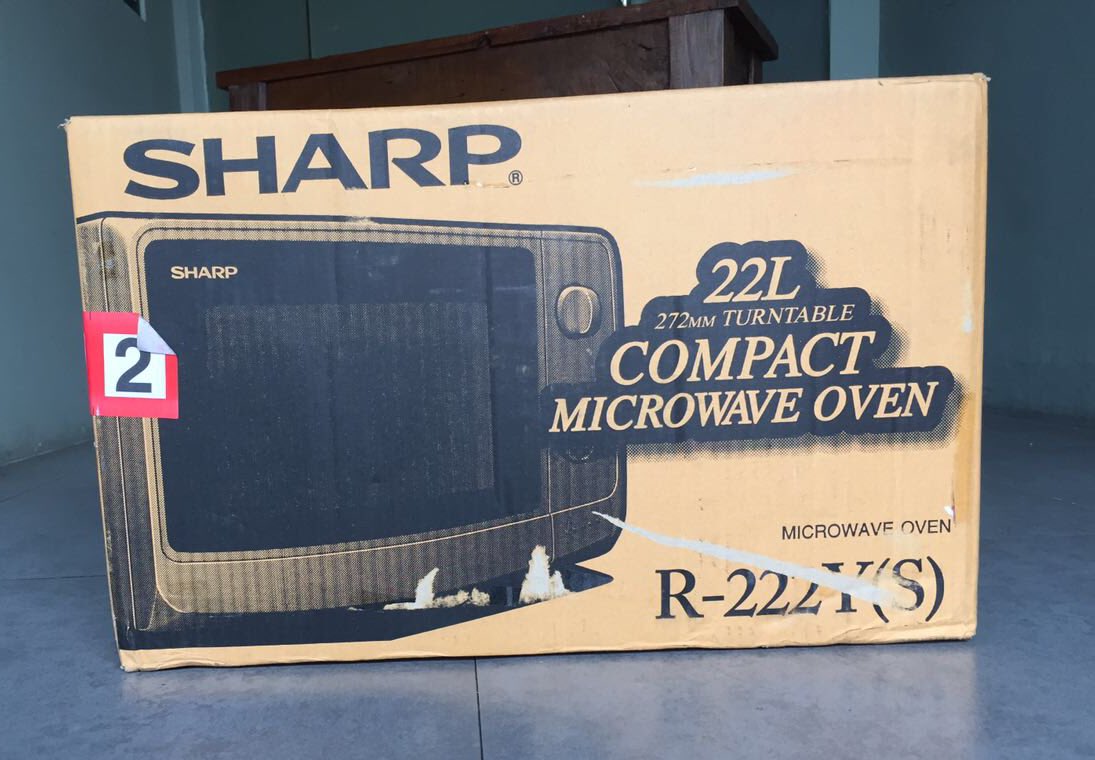 SHARP®
SHARP
2
22L
272MM TURNTABLE
COMPACT
MICROWAVE OVEN
MICROWAVE OVEN
R-222Y(S)